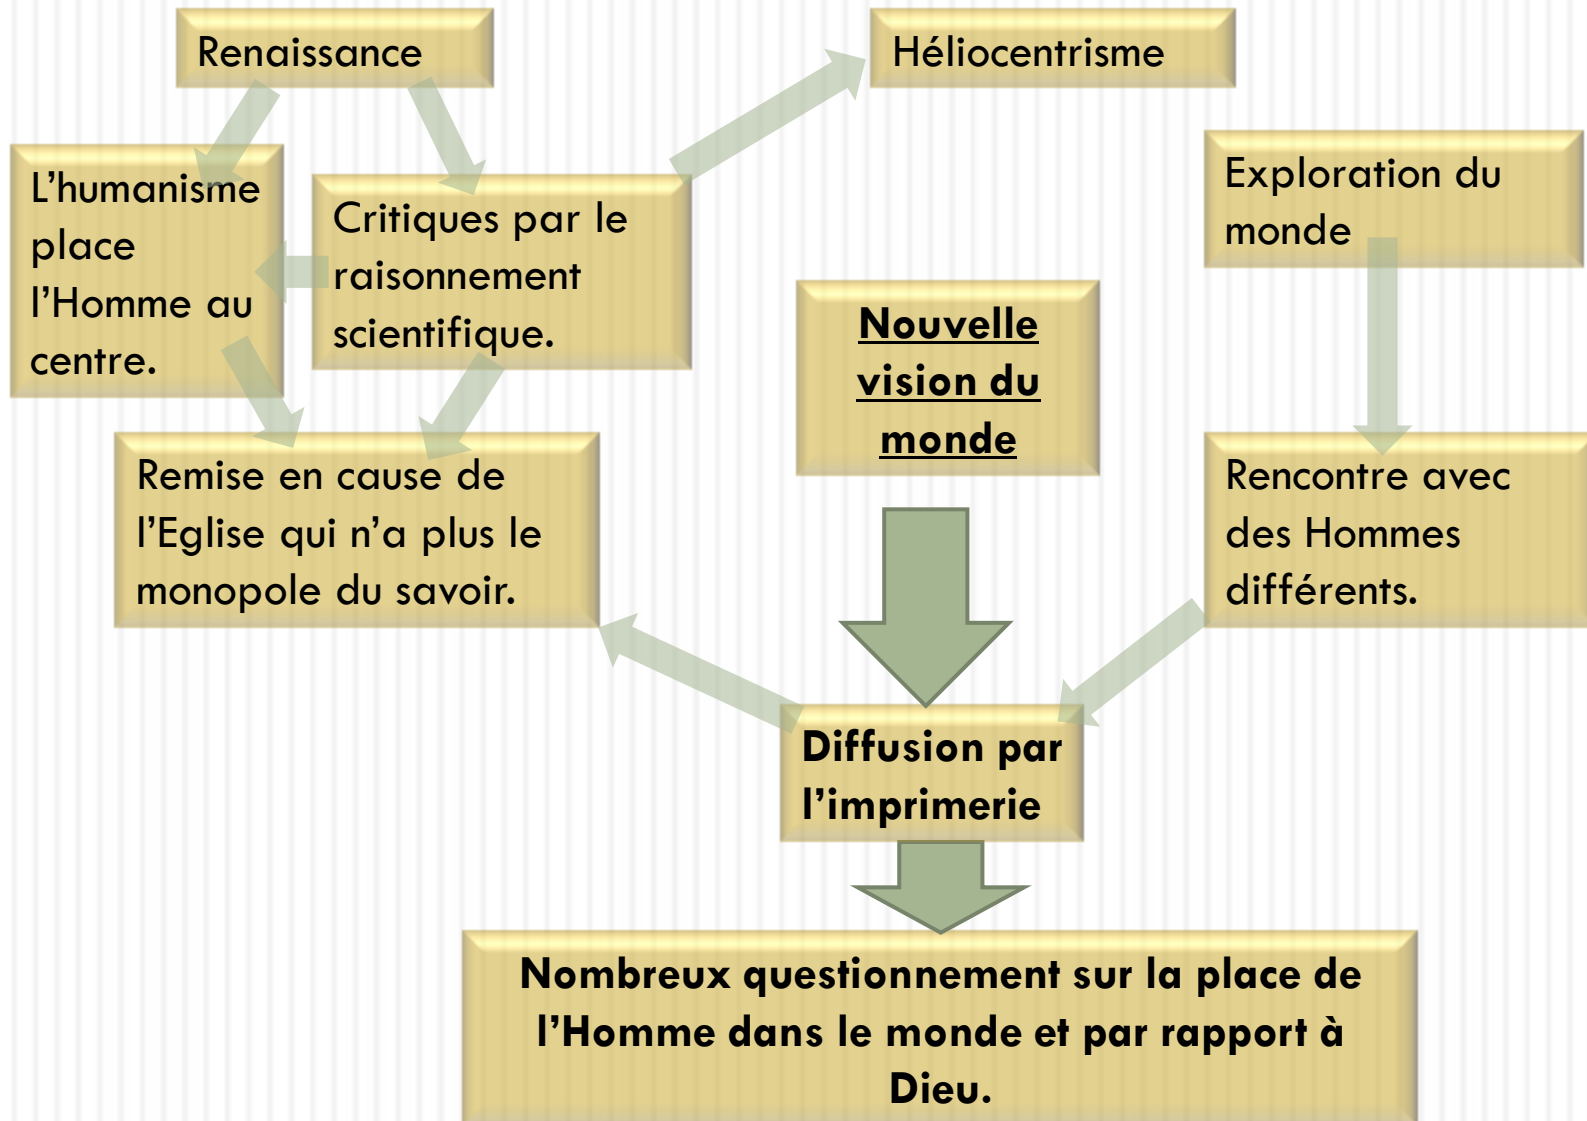 Renaissance
Héliocentrisme
L'humanisme
place
l'Homme au
centre.
Critiques par le
raisonnement
scientifique.
Exploration du
monde
Nouvelle
vision du
monde
Remise en cause de
l'Eglise qui n'a plus le
monopole du savoir.
Rencontre avec
des Hommes
différents.
Diffusion par
l'imprimerie
Nombreux questionnement sur la place de
l'Homme dans le monde et par rapport à
Dieu.